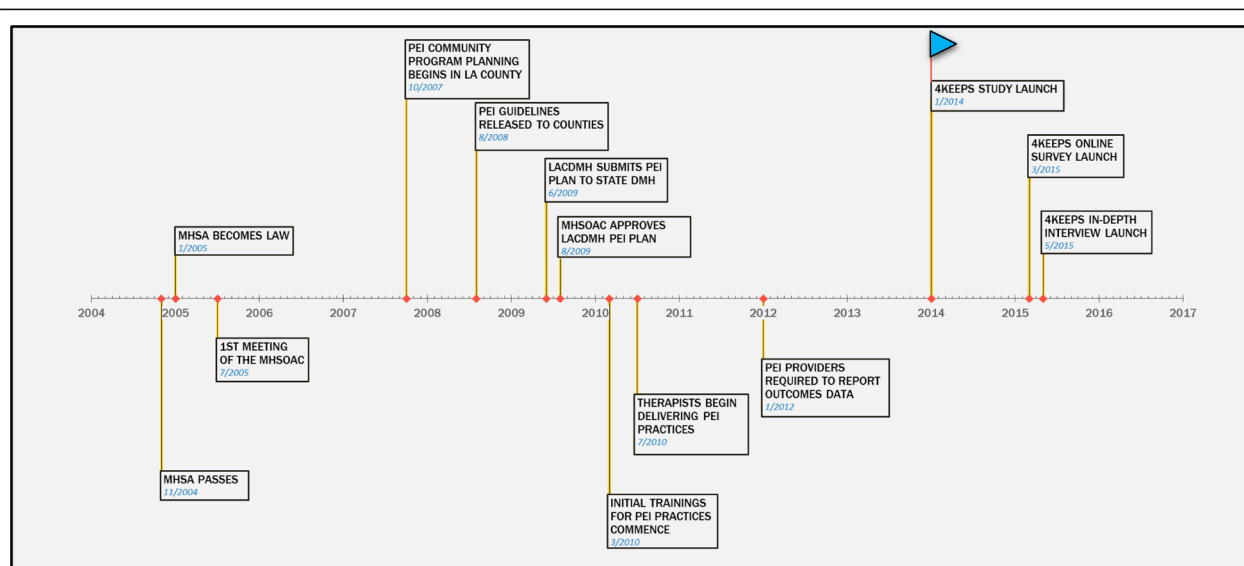 PEI COMMUNITY
PROGRAM PLANNING
BEGINS IN LA COUNTY
10/2007
PEI GUIDELINES
RELEASED TO COUNTIES
8/2008
LACDMH SUBMITS PEI
PLAN TO STATE DMH
6/2009
MHSOAC APPROVES
LACDMH PEI PLAN
8/2009
MHSA BECOMES LAW
1/2005
4KEEPS STUDY LAUNCH
1/2014
4KEEPS ONLINE
SURVEY LAUNCH
3/2015
4KEEPS IN-DEPTH
INTERVIEW LAUNCH
5/2015
2004 2005 2006 2007 2008 2009 2010 2011 2012 2013 2014 2015 2016 2017
1ST MEETING
OF THE MHSOAC
7/2005
MHSA PASSES
11/2004
PEI PROVIDERS
REQUIRED TO REPORT
OUTCOMES DATA
1/2012
THERAPISTS BEGIN
DELIVERING PEI
PRACTICES
7/2010
INITIAL TRAININGS
FOR PEI PRACTICES
COMMENCE
3/2010